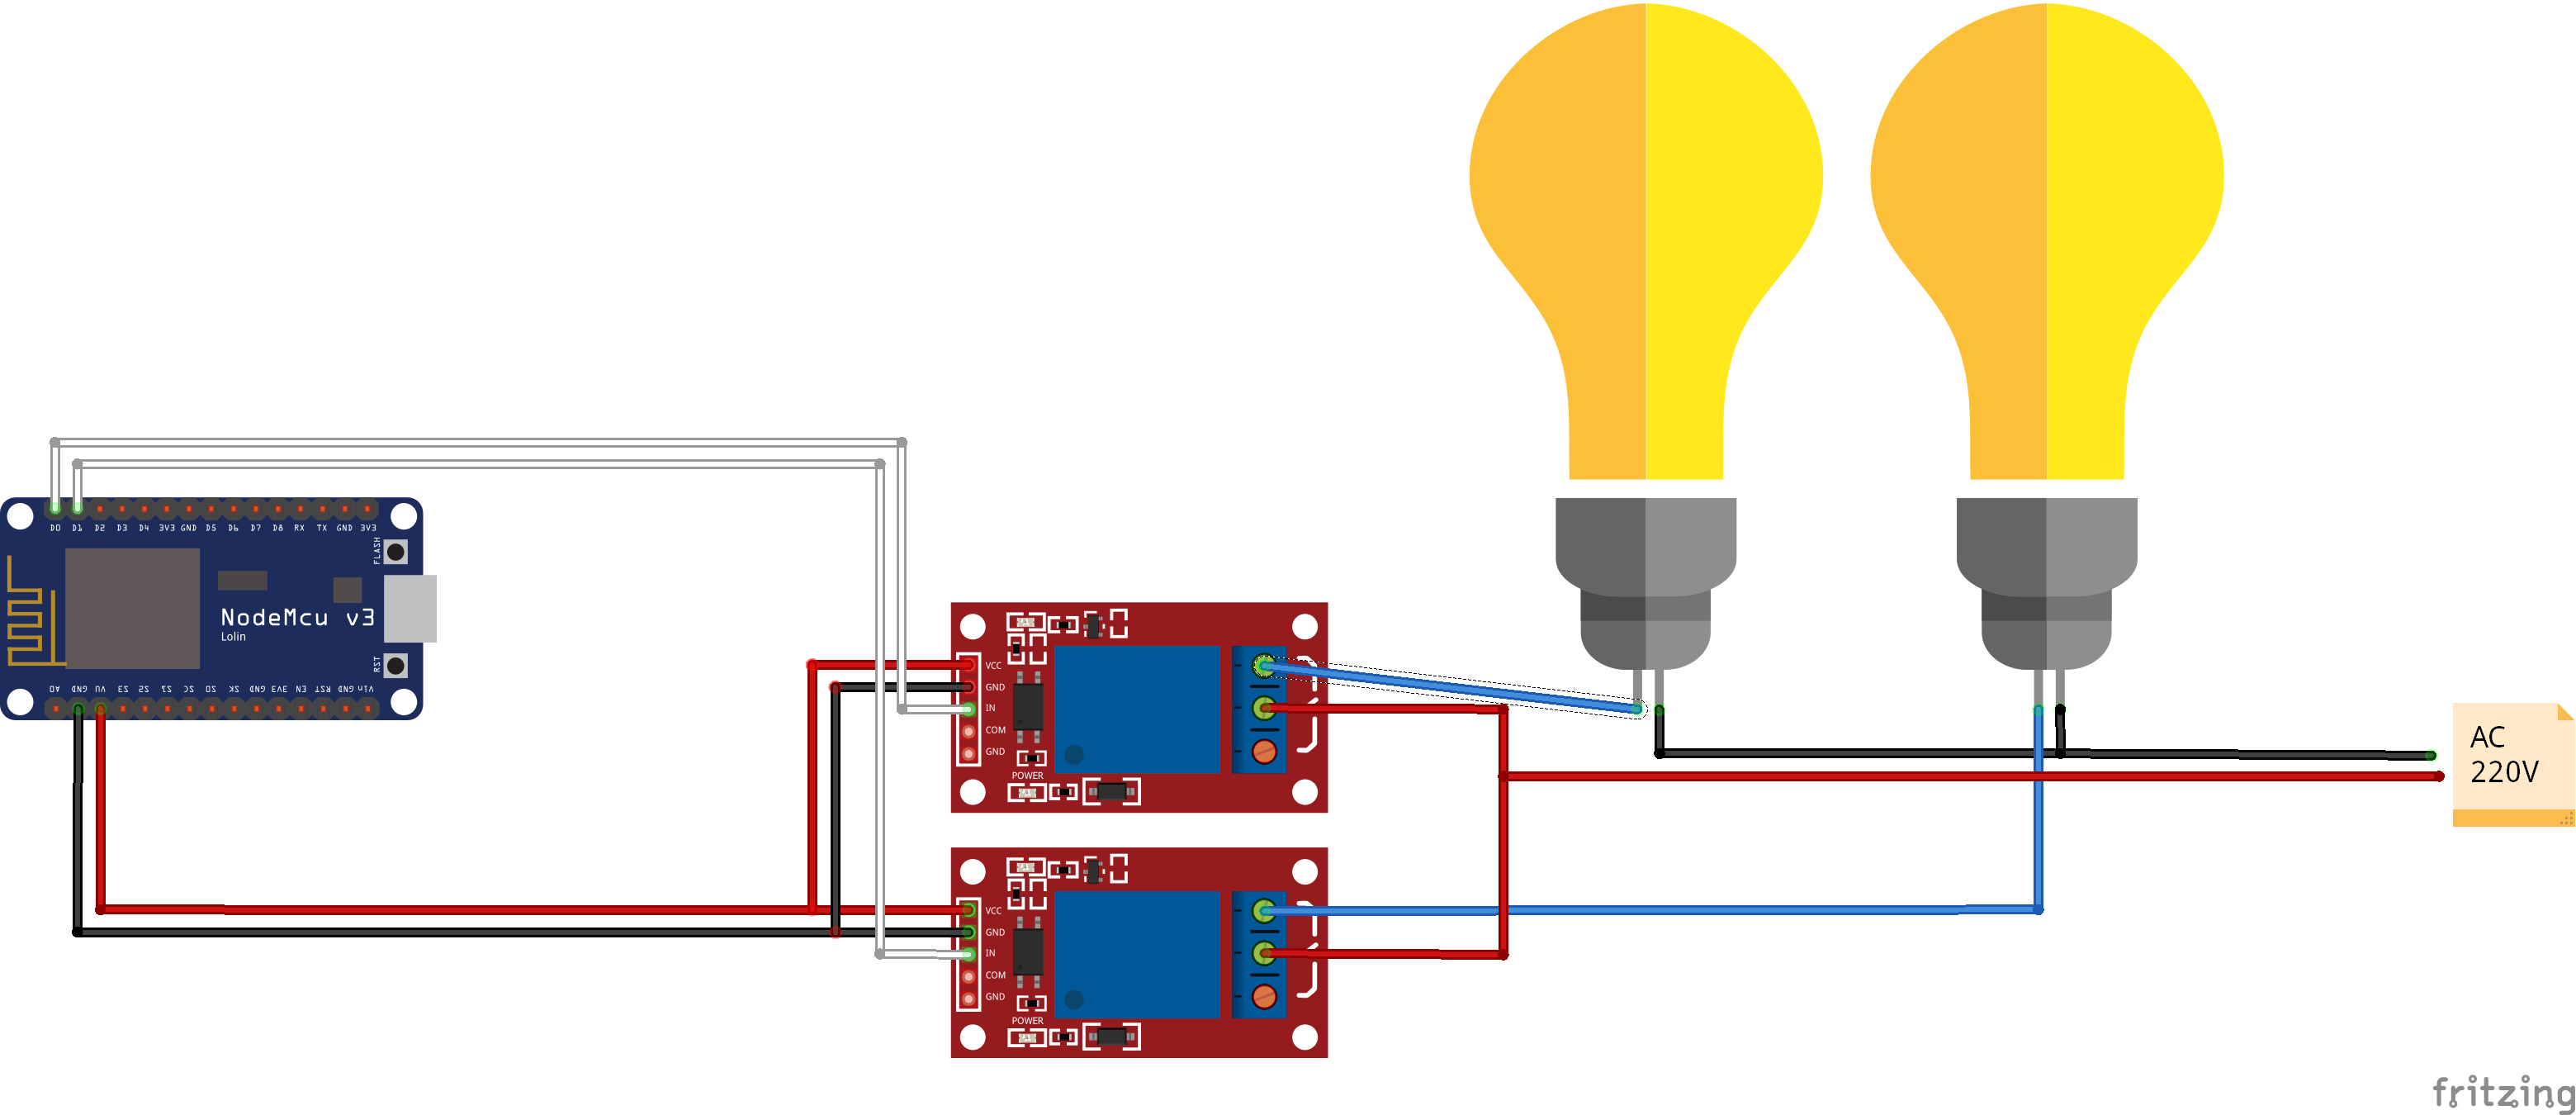 D0 D1 D2 D3 D4 3V3 GND D5 D6 D7 D8 RX TX GND 3V3
FLASH
NodeMcu v3
Lolin
RST
A0 GND VU S3 S2 S1 SC SO SK GND 3V3 EN RST GND Vin
VCC
GND
IN
COM
GND
POWER
VCC
GND
IN
COM
GND
POWER
AC
220V
fritzing